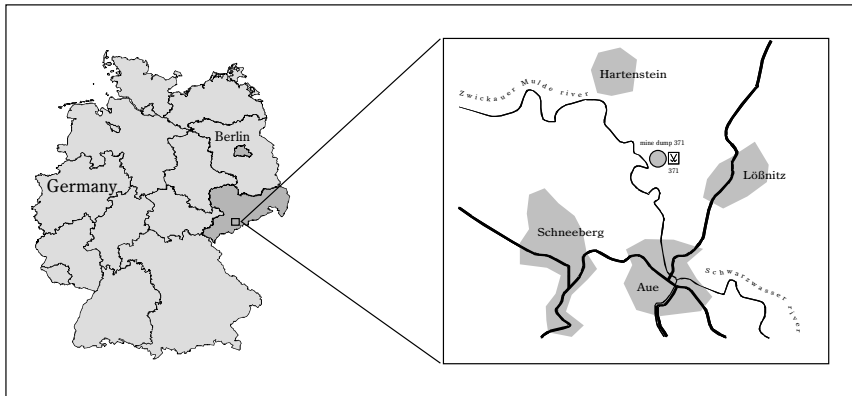 Berlin
Germany
Hartenstein
Zwickauer Mulde river
mine dump 371
371
Lößnitz
Schneeberg
Aue
Schwarzwasser river